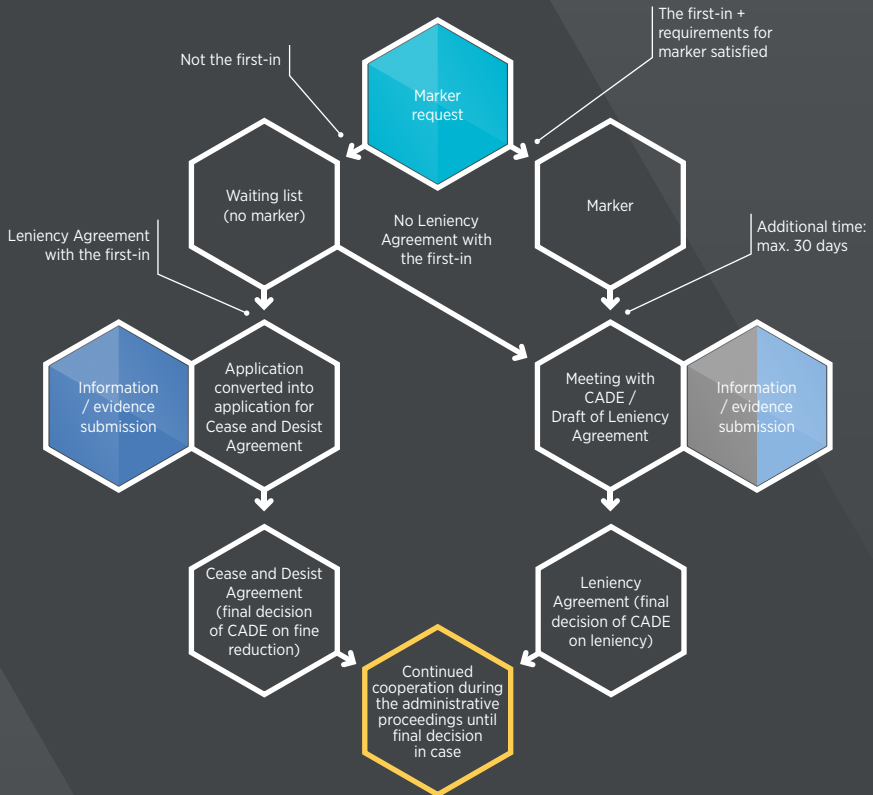 The first-in +
requirements for
marker satisfied
Not the first-in
Marker
request
Waiting list
(no marker)
Marker
No Leniency
Agreement with
the first-in
Leniency Agreement
with the first-in
Additional time:
max. 30 days
Information
/ evidence
submission
Application
converted into
application for
Cease and Desist
Agreement
Meeting with
CADE /
Draft of Leniency
Agreement
Information
/ evidence
submission
Cease and Desist
Agreement
(final decision
of CADE on fine
reduction)
Leniency
Agreement (final
decision of CADE
on leniency)
Continued
cooperation during
the administrative
proceedings until
final decision
in case